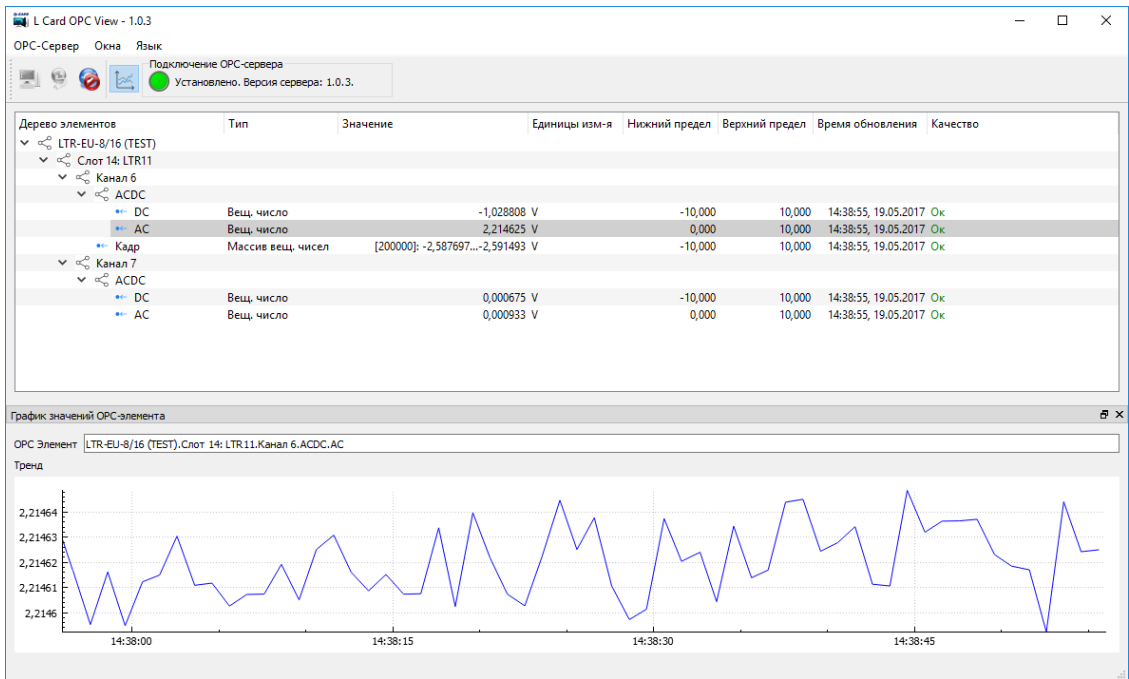 L Card OPC View - 1.0.3
OPC-Сервер Окна Язык
Подключение OPC-сервера
Установлено. Версия сервера: 1.0.3.
Дерево элементов Тип Значение Единицы изм-я Нижний предел Верхний предел Время обновления Качество
LTR-EU-8/16 (TEST)
Слот 14: LTR11
Канал 6
ACDC
DC Вещ. число -1,028808 V -10,000 10,000 14:38:55, 19.05.2017 Ок
AC Вещ. число 2,214625 V 0,000 10,000 14:38:55, 19.05.2017 Ок
Кадр Массив вещ. чисел [200000]: -2,587697...-2,591493 V -10,000 10,000 14:38:55, 19.05.2017 Ок
Канал 7
ACDC
DC Вещ. число 0,000675 V -10,000 10,000 14:38:55, 19.05.2017 Ок
AC Вещ. число 0,000933 V 0,000 10,000 14:38:55, 19.05.2017 Ок
График значений OPC-элемента
OPC Элемент LTR-EU-8/16 (TEST).Слот 14: LTR11.Канал 6.ACDC.AC
Тренд
2,21464
2,21463
2,21462
2,21461
2,2146
14:38:00 14:38:15 14:38:30 14:38:45